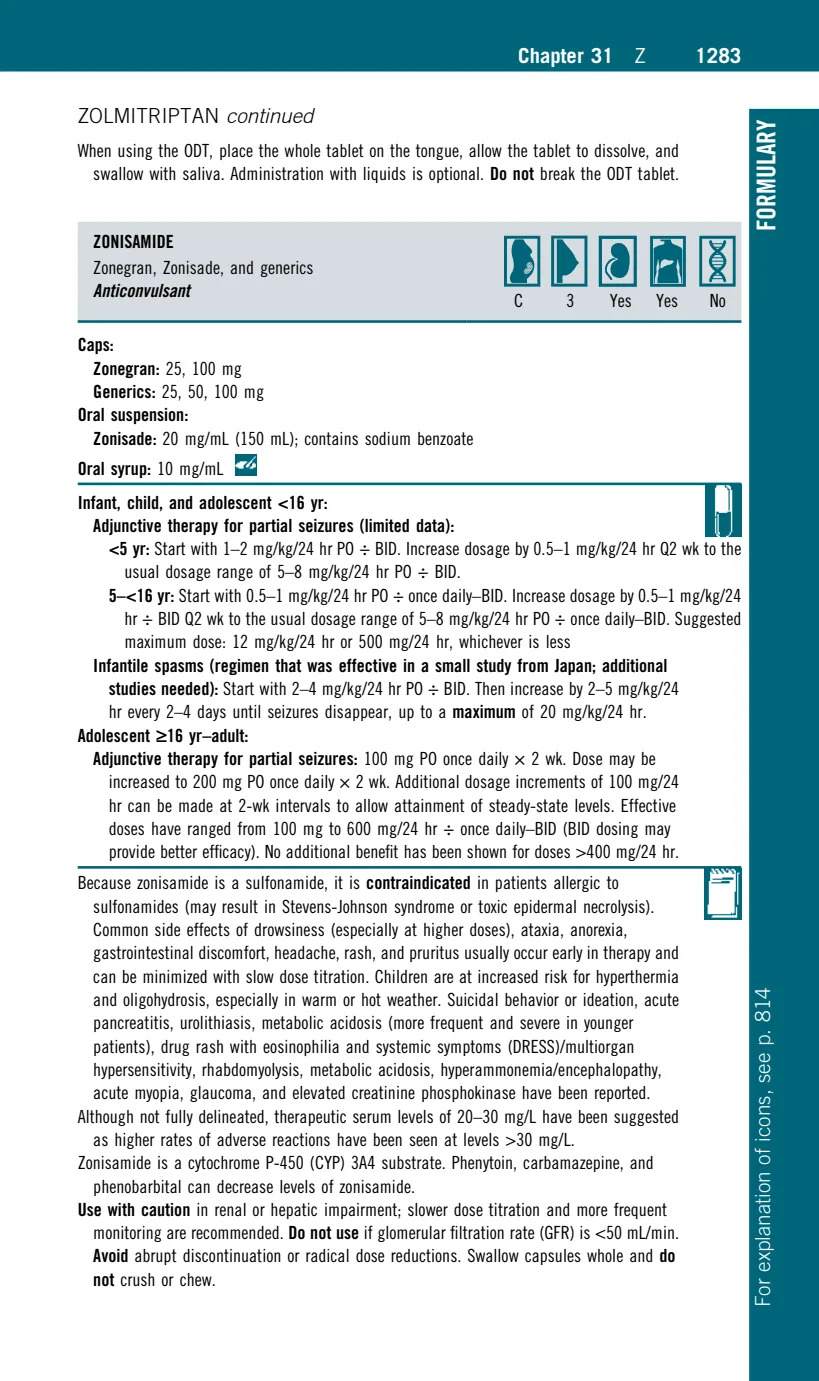 Chapter 31 Z 1283
ZOLMITRIPTAN continued
When using the ODT, place the whole tablet on the tongue, allow the tablet to dissolve, and
swallow with saliva. Administration with liquids is optional. Do not break the ODT tablet.
ZONISAMIDE
Zonegran, Zonisade, and generics
Anticonvulsant
C 3 Yes Yes No
Caps:
Zonegran: 25, 100 mg
Generics: 25, 50, 100 mg
Oral suspension:
Zonisade: 20 mg/mL (150 mL); contains sodium benzoate
Oral syrup: 10 mg/mL
Infant, child, and adolescent <16 yr:
Adjunctive therapy for partial seizures (limited data):
<5 yr: Start with 1–2 mg/kg/24 hr PO ÷ BID. Increase dosage by 0.5–1 mg/kg/24 hr Q2 wk to the
usual dosage range of 5–8 mg/kg/24 hr PO ÷ BID.
5–<16 yr: Start with 0.5–1 mg/kg/24 hr PO ÷ once daily–BID. Increase dosage by 0.5–1 mg/kg/24
hr ÷ BID Q2 wk to the usual dosage range of 5–8 mg/kg/24 hr PO ÷ once daily–BID. Suggested
maximum dose: 12 mg/kg/24 hr or 500 mg/24 hr, whichever is less
Infantile spasms (regimen that was effective in a small study from Japan; additional
studies needed): Start with 2–4 mg/kg/24 hr PO ÷ BID. Then increase by 2–5 mg/kg/24
hr every 2–4 days until seizures disappear, up to a maximum of 20 mg/kg/24 hr.
Adolescent ≥16 yr–adult:
Adjunctive therapy for partial seizures: 100 mg PO once daily × 2 wk. Dose may be
increased to 200 mg PO once daily × 2 wk. Additional dosage increments of 100 mg/24
hr can be made at 2-wk intervals to allow attainment of steady-state levels. Effective
doses have ranged from 100 mg to 600 mg/24 hr ÷ once daily–BID (BID dosing may
provide better efficacy). No additional benefit has been shown for doses >400 mg/24 hr.
Because zonisamide is a sulfonamide, it is contraindicated in patients allergic to
sulfonamides (may result in Stevens-Johnson syndrome or toxic epidermal necrolysis).
Common side effects of drowsiness (especially at higher doses), ataxia, anorexia,
gastrointestinal discomfort, headache, rash, and pruritus usually occur early in therapy and
can be minimized with slow dose titration. Children are at increased risk for hyperthermia
and oligohydrosis, especially in warm or hot weather. Suicidal behavior or ideation, acute
pancreatitis, urolithiasis, metabolic acidosis (more frequent and severe in younger
patients), drug rash with eosinophilia and systemic symptoms (DRESS)/multiorgan
hypersensitivity, rhabdomyolysis, metabolic acidosis, hyperammonemia/encephalopathy,
acute myopia, glaucoma, and elevated creatinine phosphokinase have been reported.
Although not fully delineated, therapeutic serum levels of 20–30 mg/L have been suggested
as higher rates of adverse reactions have been seen at levels >30 mg/L.
Zonisamide is a cytochrome P-450 (CYP) 3A4 substrate. Phenytoin, carbamazepine, and
phenobarbital can decrease levels of zonisamide.
Use with caution in renal or hepatic impairment; slower dose titration and more frequent
monitoring are recommended. Do not use if glomerular filtration rate (GFR) is <50 mL/min.
Avoid abrupt discontinuation or radical dose reductions. Swallow capsules whole and do
not crush or chew.
FORMULARY
For explanation of icons, see p. 814